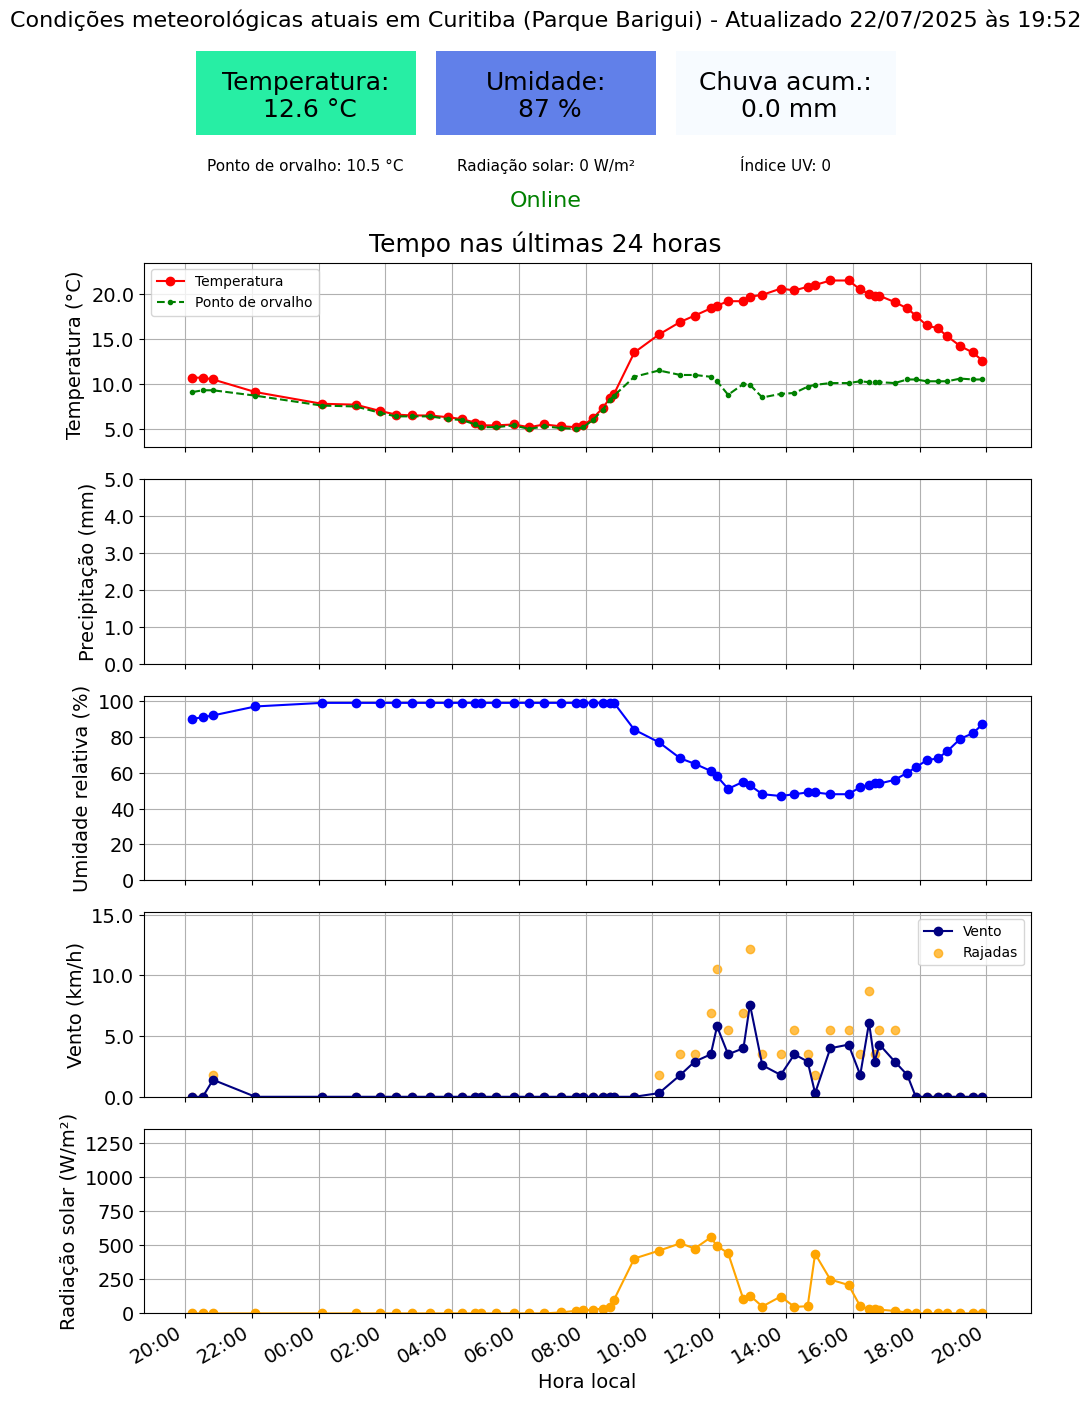 Condições meteorológicas atuais em Curitiba (Parque Barigui) - Atualizado 22/07/2025 às 19:52
Temperatura:
12.6 °C
Umidade:
87 %
Chuva acum.:
0.0 mm
Ponto de orvalho: 10.5 °C
Radiação solar: 0 W/m²
Índice UV: 0
Online
Tempo nas últimas 24 horas
Temperatura (°C)
20.0
15.0
10.0
5.0
Temperatura
Ponto de orvalho
Precipitação (mm)
5.0
4.0
3.0
2.0
1.0
0.0
Umidade relativa (%)
100
80
60
40
20
0
Vento (km/h)
15.0
10.0
5.0
0.0
Vento
Rajadas
Radiação solar (W/m²)
1250
1000
750
500
250
0
20:00
22:00
00:00
02:00
04:00
06:00
08:00
10:00
12:00
14:00
16:00
18:00
20:00
Hora local